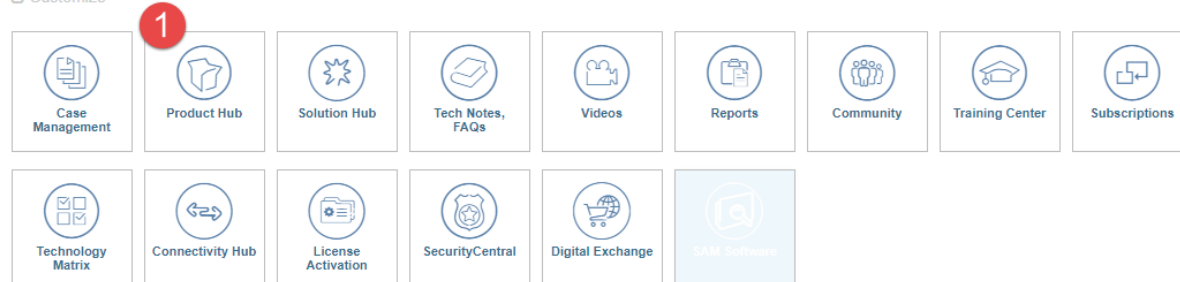 Customize
1
Case
Management
Product Hub
Solution Hub
Tech Notes,
FAQs
Videos
Reports
Community
Training Center
Subscriptions
Technology
Matrix
Connectivity Hub
License
Activation
SecurityCentral
Digital Exchange
SAM Software